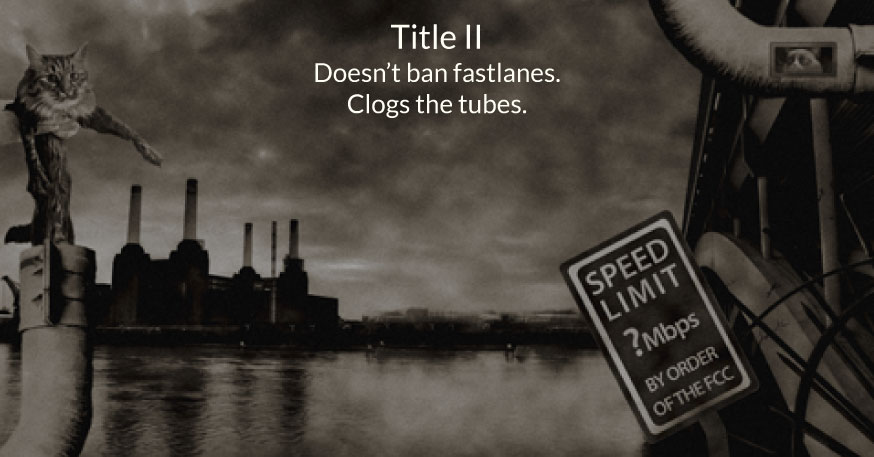 Title II
Doesn’t ban fastlanes.
Clogs the tubes.
SPEED
LIMIT
?Mbps
BY ORDER
OF THE FCC